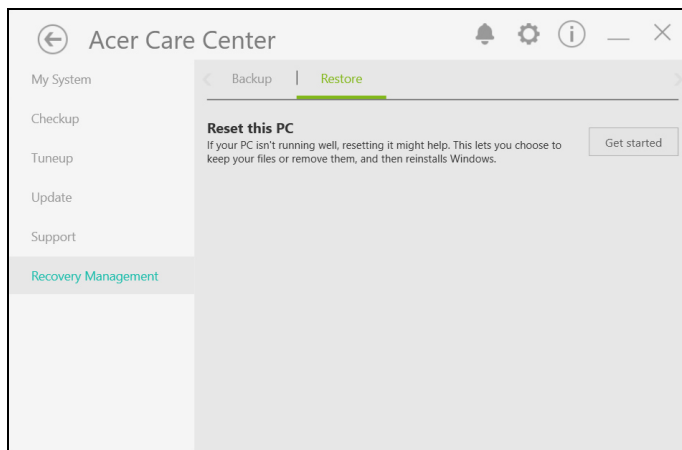 Acer Care Center
My System
Checkup
Tuneup
Update
Support
Recovery Management
Backup | Restore
Reset this PC
If your PC isn't running well, resetting it might help. This lets you choose to
keep your files or remove them, and then reinstalls Windows.
Get started